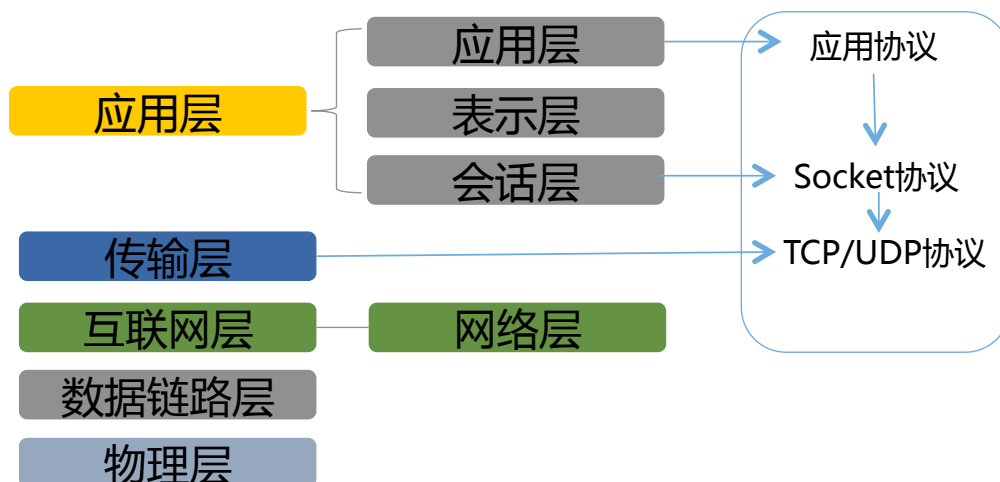 应用层
应用协议
应用层
表示层
会话层
Socket协议
传输层
TCP/UDP协议
互联网层
网络层
数据链路层
物理层